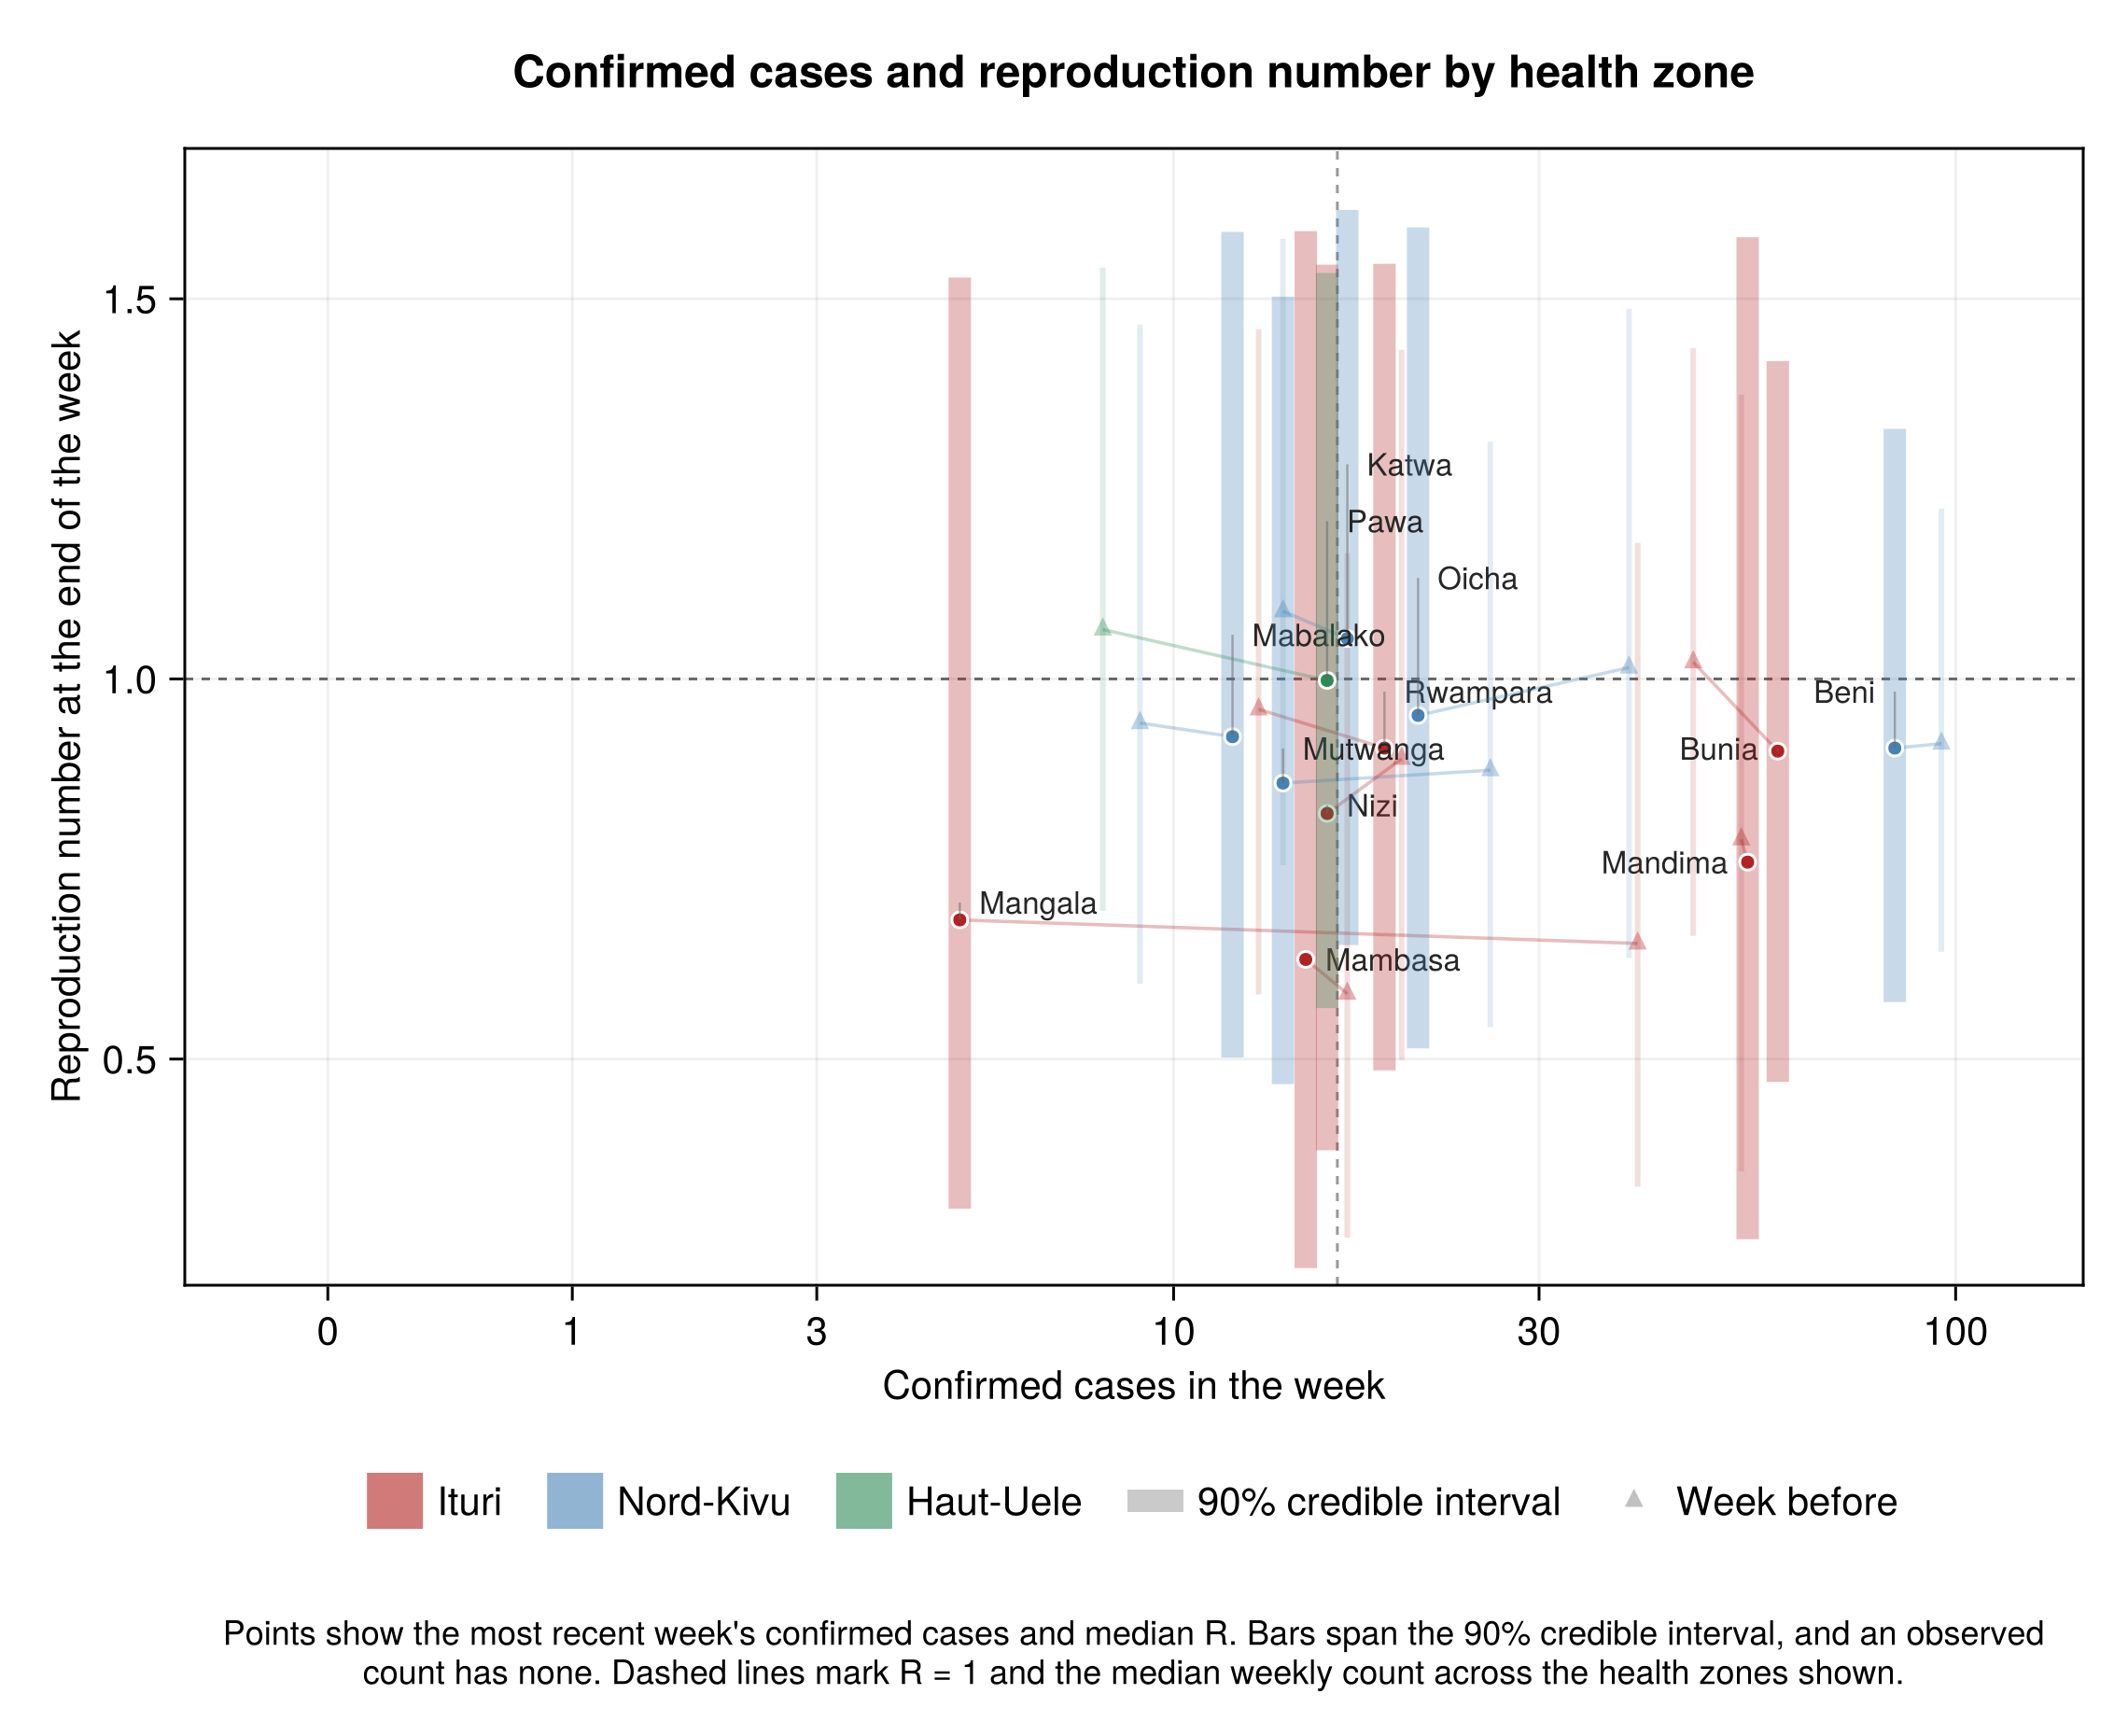 Confirmed cases and reproduction number by health zone
Reproduction number at the end of the week
1.5
1.0
0.5
Katwa
Pawa
Oicha
Mabalako
Rwampara
Beni
Mutwanga
Bunia
Nizi
Mandima
Mangala
Mambasa
0
1
3
10
30
100
Confirmed cases in the week
Ituri
Nord-Kivu
Haut-Uele
90% credible interval
Week before
Points show the most recent week's confirmed cases and median R. Bars span the 90% credible interval, and an observed
count has none. Dashed lines mark R = 1 and the median weekly count across the health zones shown.